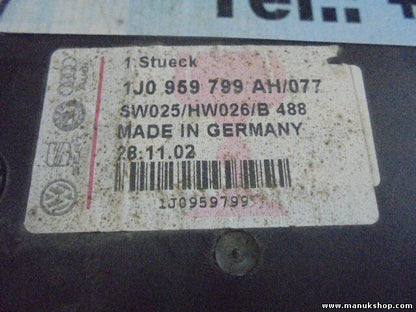 Tel.:
1 Stueck
1J0 959 799 AH/077
SW025/HW026/B 488
MADE IN GERMANY
28.11.02
1J0959799
Audi
www.manukshop.com